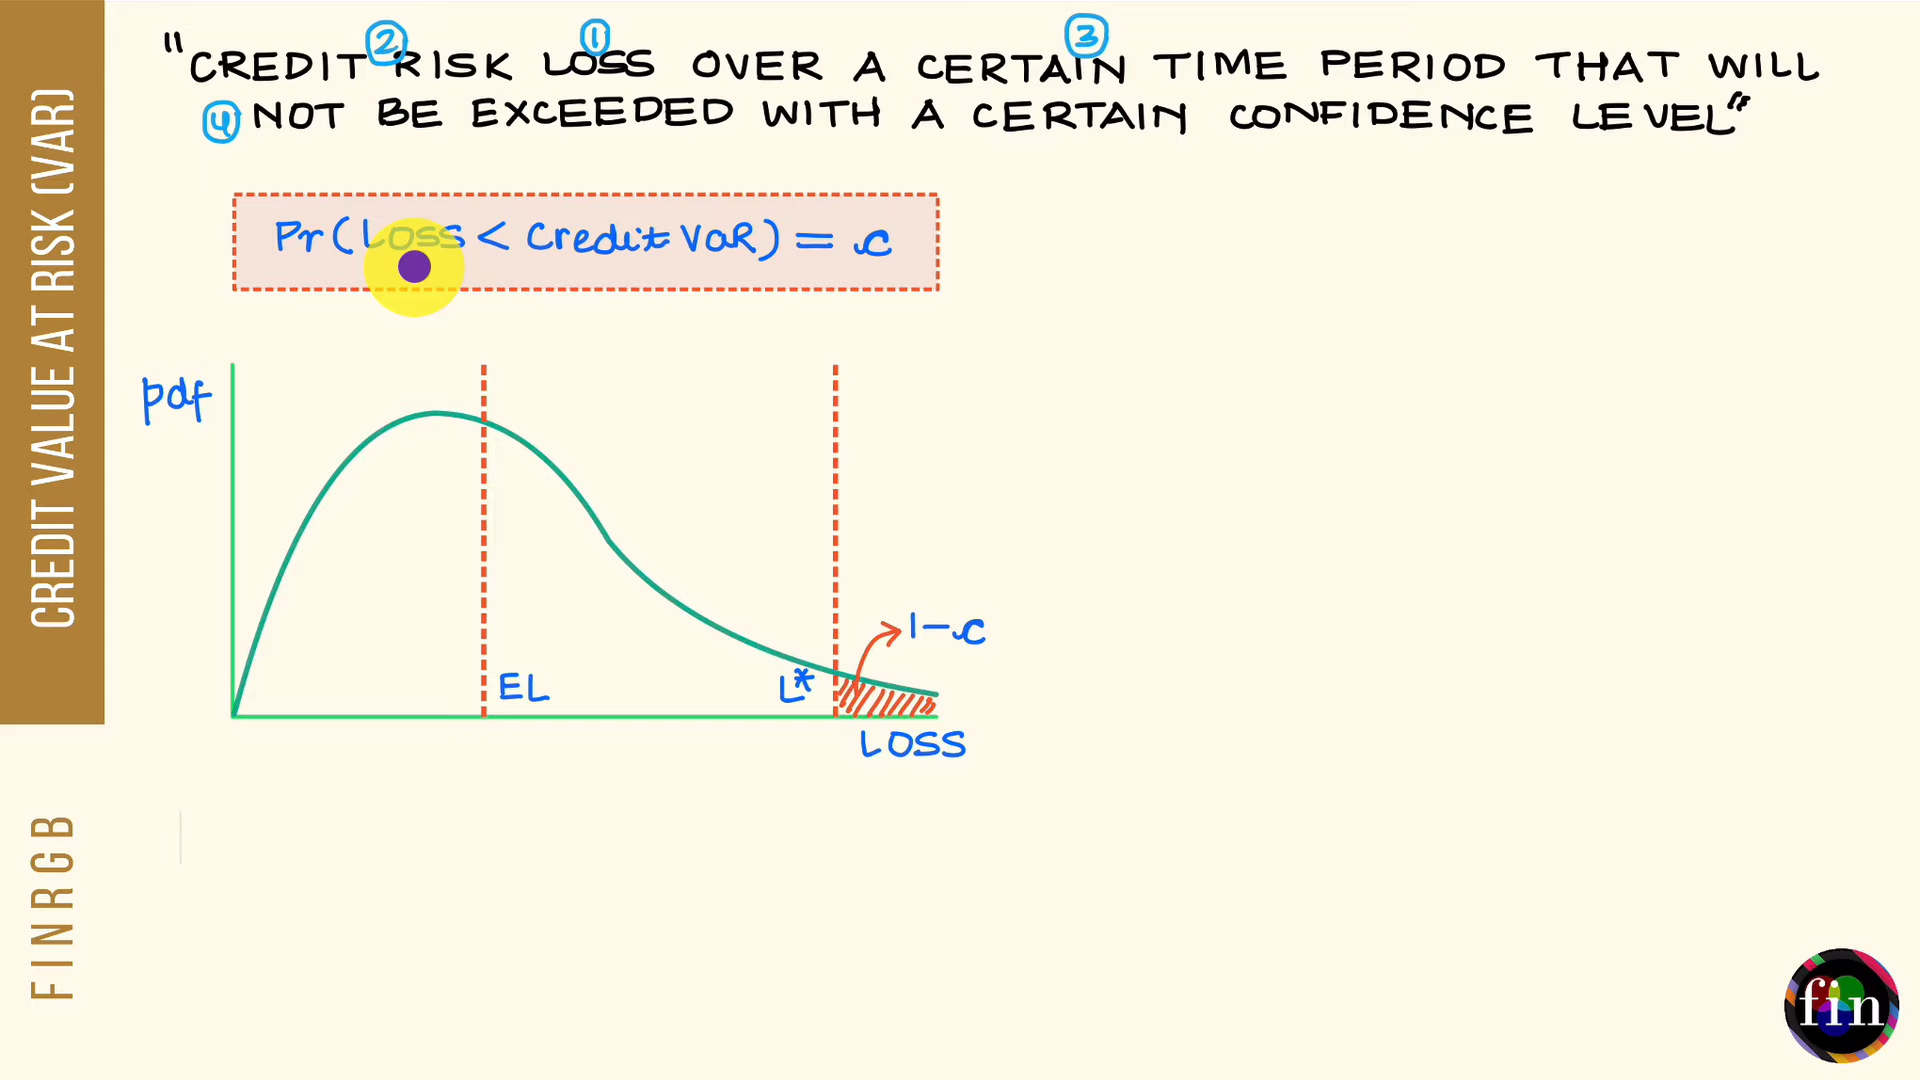 CREDIT VALUE AT RISK (VAR)
FINRGB
② ① ③
"CREDIT RISK LOSS OVER A CERTAIN TIME PERIOD THAT WILL
④ NOT BE EXCEEDED WITH A CERTAIN CONFIDENCE LEVEL"
Pr(LOSS < Credit VaR) = c
pdf
1-c
EL
L*
LOSS
fin